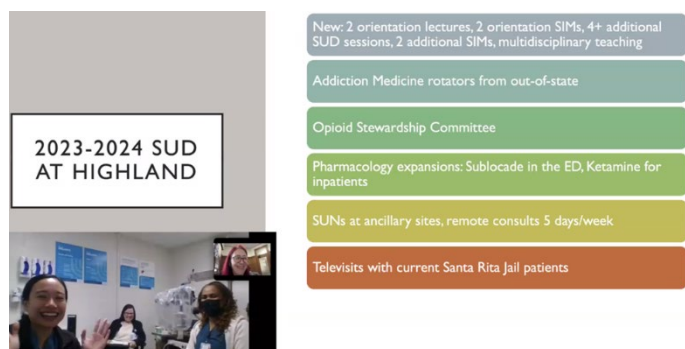 2023-2024 SUD
AT HIGHLAND
New: 2 orientation lectures, 2 orientation SIMs, 4+ additional
SUD sessions, 2 additional SIMs, multidisciplinary teaching
Addiction Medicine rotators from out-of-state
Opioid Stewardship Committee
Pharmacology expansions: Sublocade in the ED, Ketamine for
inpatients
SUNs at ancillary sites, remote consults 5 days/week
Televisits with current Santa Rita Jail patients